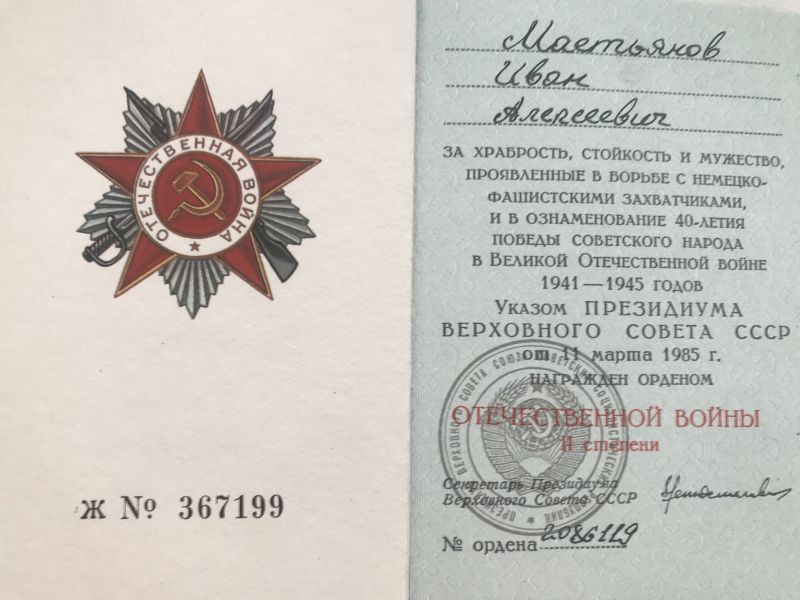 ОТЕЧЕСТВЕННАЯ ВОЙНА
Ж № 367199
Мастьянов
Иван
Алексеевич
ЗА ХРАБРОСТЬ, СТОЙКОСТЬ И МУЖЕСТВО,
ПРОЯВЛЕННЫЕ В БОРЬБЕ С НЕМЕЦКО-
ФАШИСТСКИМИ ЗАХВАТЧИКАМИ,
И В ОЗНАМЕНОВАНИЕ 40-ЛЕТИЯ
ПОБЕДЫ СОВЕТСКОГО НАРОДА
В ВЕЛИКОЙ ОТЕЧЕСТВЕННОЙ ВОЙНЕ
1941—1945 ГОДОВ
УКАЗОМ ПРЕЗИДИУМА
ВЕРХОВНОГО СОВЕТА СССР
от 11 марта 1985 г.
НАГРАЖДЕН ОРДЕНОМ
ОТЕЧЕСТВЕННОЙ ВОЙНЫ
II степени
Секретарь Президиума
Верховного Совета СССР
№ ордена 2086119